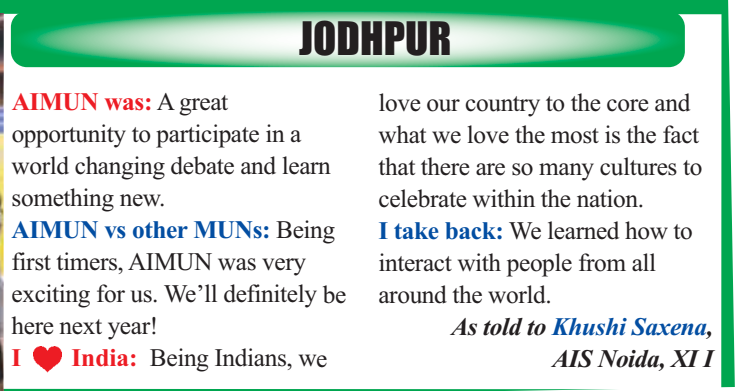 JODHPUR
AIMUN was: A great
opportunity to participate in a
world changing debate and learn
something new.
AIMUN vs other MUNs: Being
first timers, AIMUN was very
exciting for us. We’ll definitely be
here next year!
I ❤ India: Being Indians, we
love our country to the core and
what we love the most is the fact
that there are so many cultures to
celebrate within the nation.
I take back: We learned how to
interact with people from all
around the world.
As told to Khushi Saxena,
AIS Noida, XI I